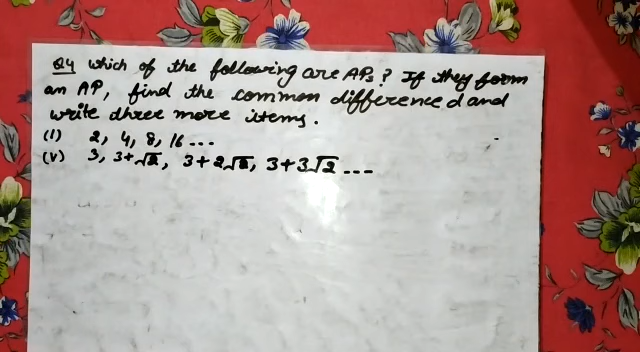 Q4 which of the following are APs? If they form
an AP, find the common difference d and
write three more items.
(i) 2, 4, 8, 16 ...
(v) 3, 3+√2, 3+2√2, 3+3√2 ...